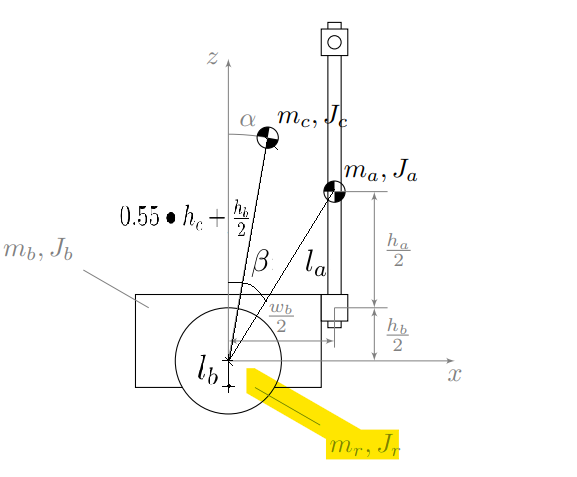 z
α
m_c, J_c
m_a, J_a
0.55•h_c + h_b/2
m_b, J_b
β
l_a
h_a/2
w_b/2
h_b/2
l_b
x
m_r, J_r